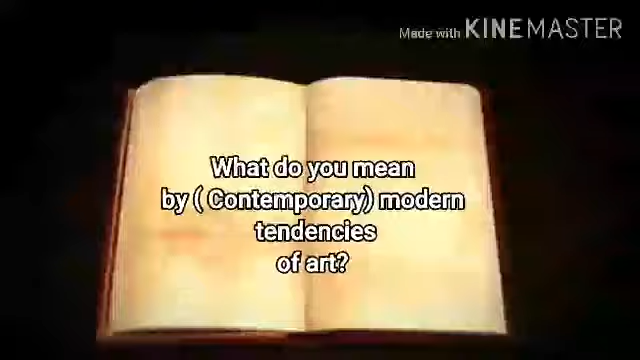 Made with KINEMASTER
What do you mean
by ( Contemporary) modern
tendencies
of art?